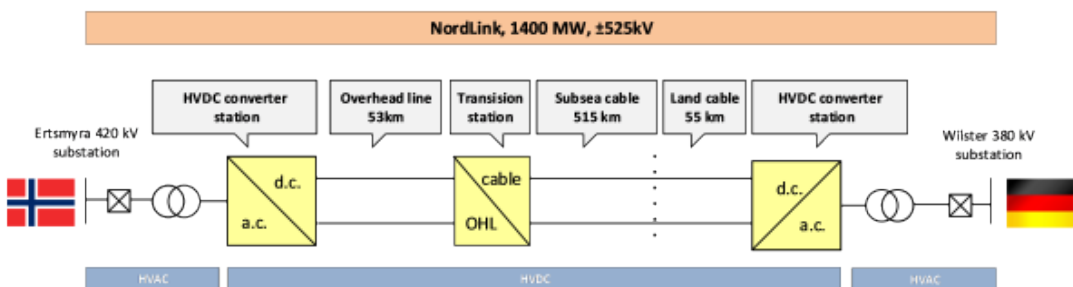 NordLink, 1400 MW, ±525kV
HVDC converter
station
Overhead line
53km
Transision
station
Subsea cable
515 km
Land cable
55 km
HVDC converter
station
Ertsmyra 420 kV
substation
Wilster 380 kV
substation
d.c.
a.c.
cable
OHL
d.c.
a.c.
HVAC
HVDC
HVAC